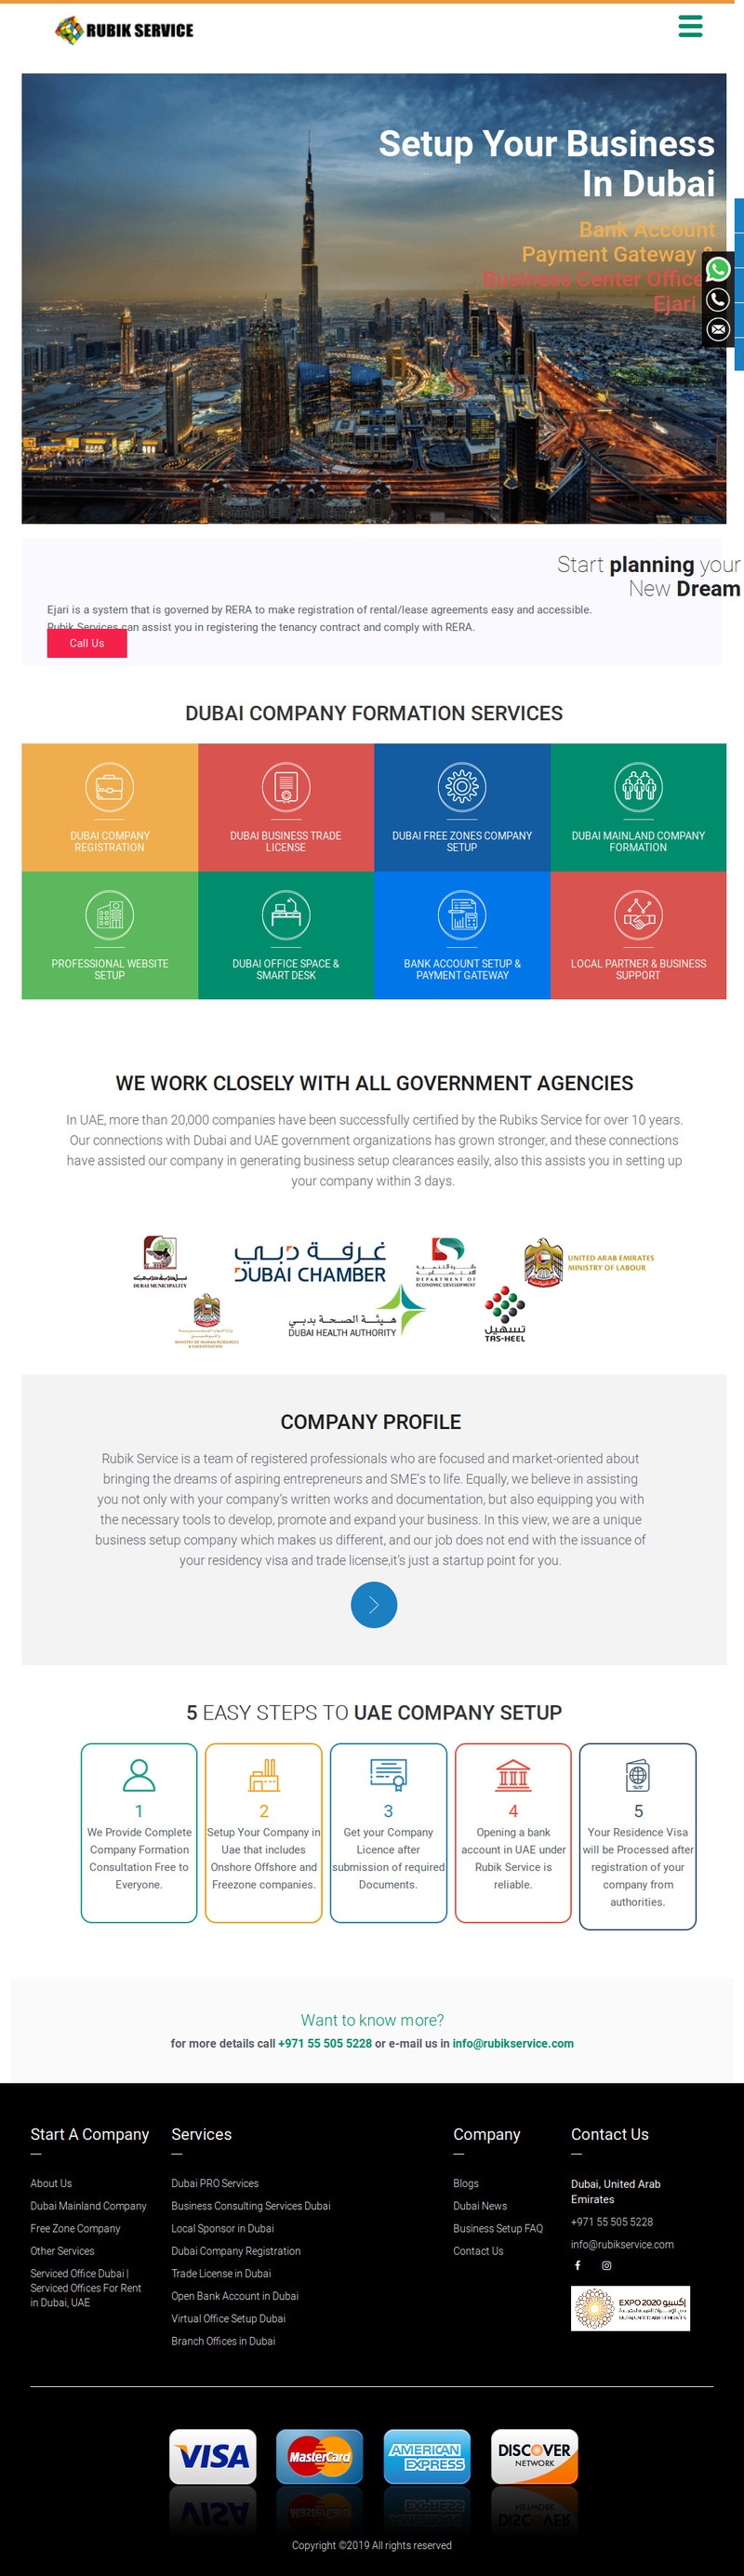 RUBIK SERVICE
Setup Your Business
In Dubai
Bank Account
Payment Gateway &
Business Center Office
Ejari
Start planning your
New Dream
Ejari is a system that is governed by RERA to make registration of rental/lease agreements easy and accessible.
Rubik Services can assist you in registering the tenancy contract and comply with RERA.
Call Us
DUBAI COMPANY FORMATION SERVICES
DUBAI COMPANY
REGISTRATION
DUBAI BUSINESS TRADE
LICENSE
DUBAI FREE ZONES COMPANY
SETUP
DUBAI MAINLAND COMPANY
FORMATION
PROFESSIONAL WEBSITE
SETUP
DUBAI OFFICE SPACE &
SMART DESK
BANK ACCOUNT SETUP &
PAYMENT GATEWAY
LOCAL PARTNER & BUSINESS
SUPPORT
WE WORK CLOSELY WITH ALL GOVERNMENT AGENCIES
In UAE, more than 20,000 companies have been successfully certified by the Rubiks Service for over 10 years.
Our connections with Dubai and UAE government organizations has grown stronger, and these connections
have assisted our company in generating business setup clearances easily, also this assists you in setting up
your company within 3 days.
DUBAI MUNICIPALITY
غرفة دبي
DUBAI CHAMBER
DEPARTMENT OF
ECONOMIC DEVELOPMENT
UNITED ARAB EMIRATES
MINISTRY OF LABOUR
MINISTRY OF HUMAN RESOURCES
& EMIRATISATION
هيئة الصحة بدبي
DUBAI HEALTH AUTHORITY
تسهيل
TAS-HEEL
COMPANY PROFILE
Rubik Service is a team of registered professionals who are focused and market-oriented about
bringing the dreams of aspiring entrepreneurs and SME's to life. Equally, we believe in assisting
you not only with your company's written works and documentation, but also equipping you with
the necessary tools to develop, promote and expand your business. In this view, we are a unique
business setup company which makes us different, and our job does not end with the issuance of
your residency visa and trade license,it's just a startup point for you.
5 EASY STEPS TO UAE COMPANY SETUP
1
We Provide Complete
Company Formation
Consultation Free to
Everyone.
2
Setup Your Company in
Uae that includes
Onshore Offshore and
Freezone companies.
3
Get your Company
Licence after
submission of required
Documents.
4
Opening a bank
account in UAE under
Rubik Service is
reliable.
5
Your Residence Visa
will be Processed after
registration of your
company from
authorities.
Want to know more?
for more details call +971 55 505 5228 or e-mail us in info@rubikservice.com
Start A Company
About Us
Dubai Mainland Company
Free Zone Company
Other Services
Serviced Office Dubai |
Serviced Offices For Rent
in Dubai, UAE
Services
Dubai PRO Services
Business Consulting Services Dubai
Local Sponsor in Dubai
Dubai Company Registration
Trade License in Dubai
Open Bank Account in Dubai
Virtual Office Setup Dubai
Branch Offices in Dubai
Company
Blogs
Dubai News
Business Setup FAQ
Contact Us
Contact Us
Dubai, United Arab
Emirates
+971 55 505 5228
info@rubikservice.com
EXPO 2020 إكسبو
VISA
MasterCard
AMERICAN
EXPRESS
DISCOVER
NETWORK
Copyright ©2019 All rights reserved